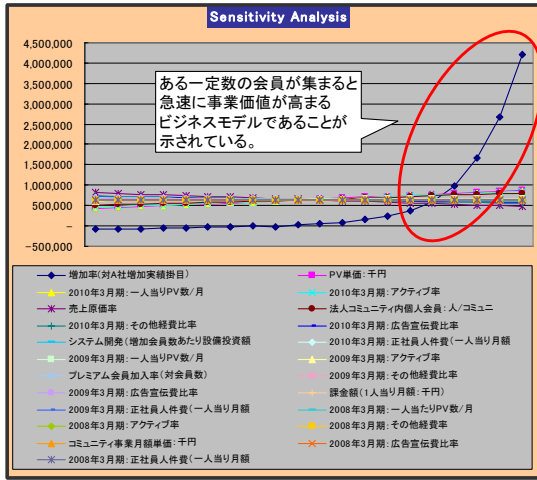 Sensitivity Analysis
4,500,000
4,000,000
3,500,000
3,000,000
2,500,000
2,000,000
1,500,000
1,000,000
500,000
－
−500,000
ある一定数の会員が集まると
急速に事業価値が高まる
ビジネスモデルであることが
示されている。
増加率(対A社増加実績掛目)
PV単価：千円
2010年3月期：一人当りPV数/月
2010年3月期：アクティブ率
売上原価率
法人コミュニティ内個人会員：人/コミュニ
2010年3月期：その他経費比率
2010年3月期：広告宣伝費比率
システム開発(増加会員数あたり設備投資額
2010年3月期：正社員人件費(一人当り月額
2009年3月期：一人当りPV数/月
2009年3月期：アクティブ率
プレミアム会員加入率(対会員数)
2009年3月期：その他経費比率
2009年3月期：広告宣伝費比率
課金額(1人当り月額：千円)
2009年3月期：正社員人件費(一人当り月額
2008年3月期：一人当たりPV数/月
2008年3月期：アクティブ率
2008年3月期：その他経費率
コミュニティ事業月額単価：千円
2008年3月期：広告宣伝費比率
2008年3月期：正社員人件費(一人当り月額